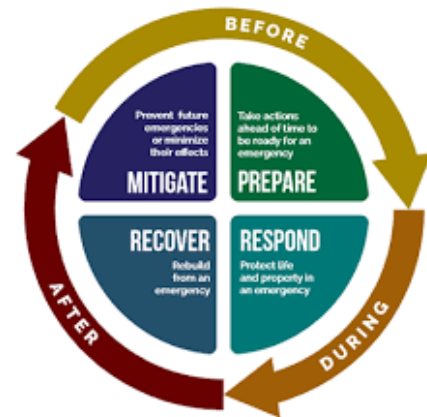 BEFORE
Prevent future
emergencies
or minimize
their effects
MITIGATE
Take actions
ahead of time to
be ready for an
emergency
PREPARE
RECOVER
Rebuild
from an
emergency
RESPOND
Protect life
and property in
an emergency
AFTER
DURING